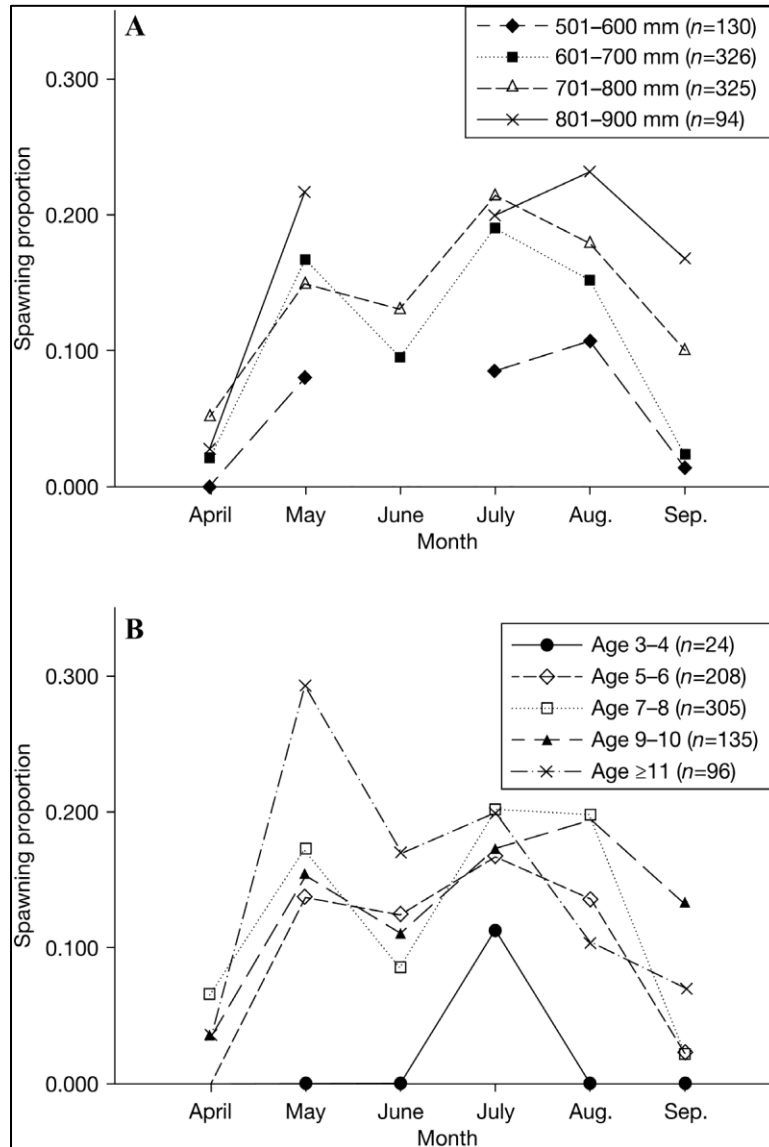 A
501–600 mm (n=130)
601–700 mm (n=326)
701–800 mm (n=325)
801–900 mm (n=94)
0.300
0.200
0.100
0.000
Spawning proportion
April May June July Aug. Sep.
Month
B
Age 3–4 (n=24)
Age 5–6 (n=208)
Age 7–8 (n=305)
Age 9–10 (n=135)
Age ≥11 (n=96)
0.300
0.200
0.100
0.000
Spawning proportion
April May June July Aug. Sep.
Month